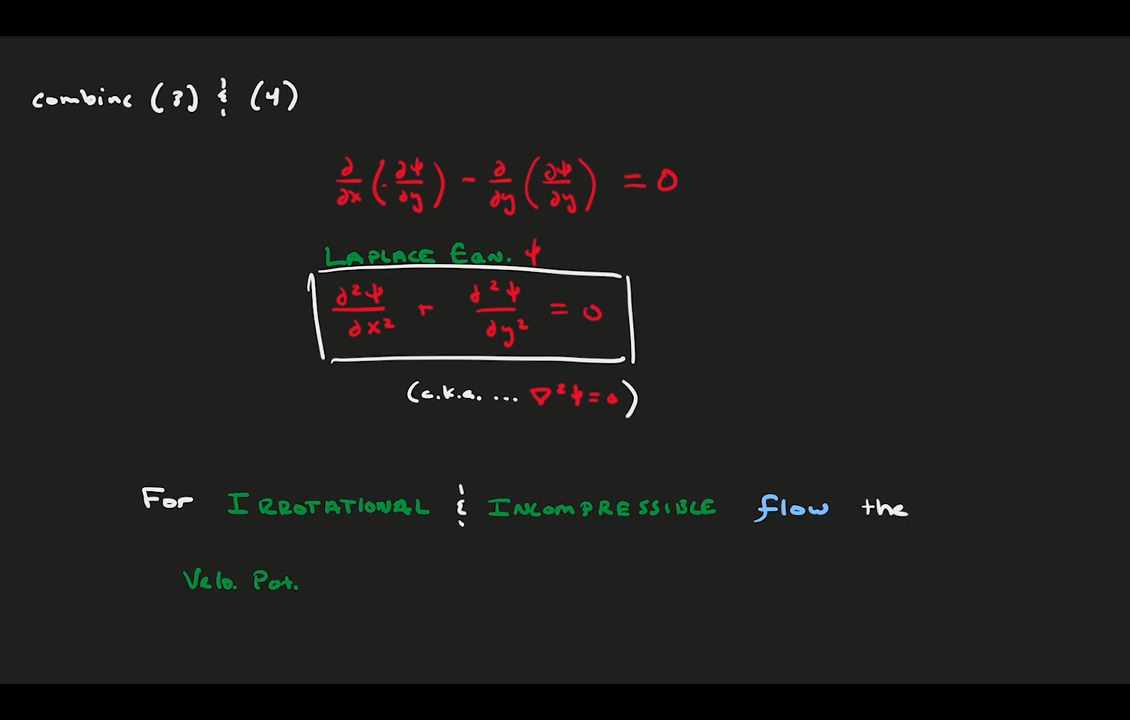 combine (3) & (4)
∂/∂x (-∂ψ/∂y) - ∂/∂y (∂ψ/∂y) = 0
LAPLACE Eqn. ψ
∂²ψ/∂x² + ∂²ψ/∂y² = 0
(a.k.a. ... ∇²ψ=0)
For IRROTATIONAL & INCOMPRESSIBLE flow the
Velo. Pot.